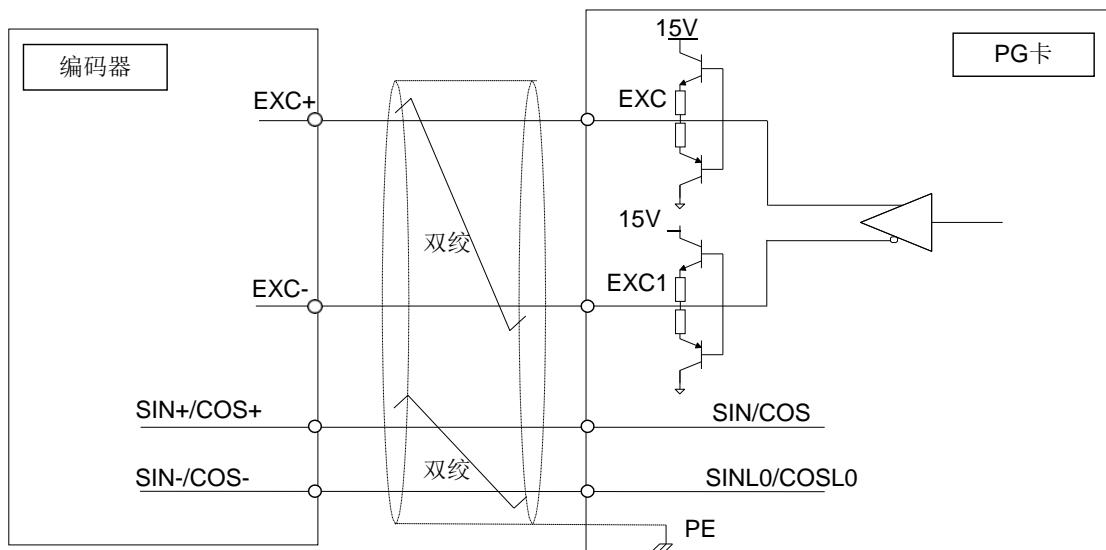 15V
编码器
PG卡
EXC+
EXC
双绞
15V
EXC-
EXC1
SIN+/COS+
SIN/COS
SIN-/COS-
双绞
SINL0/COSL0
PE